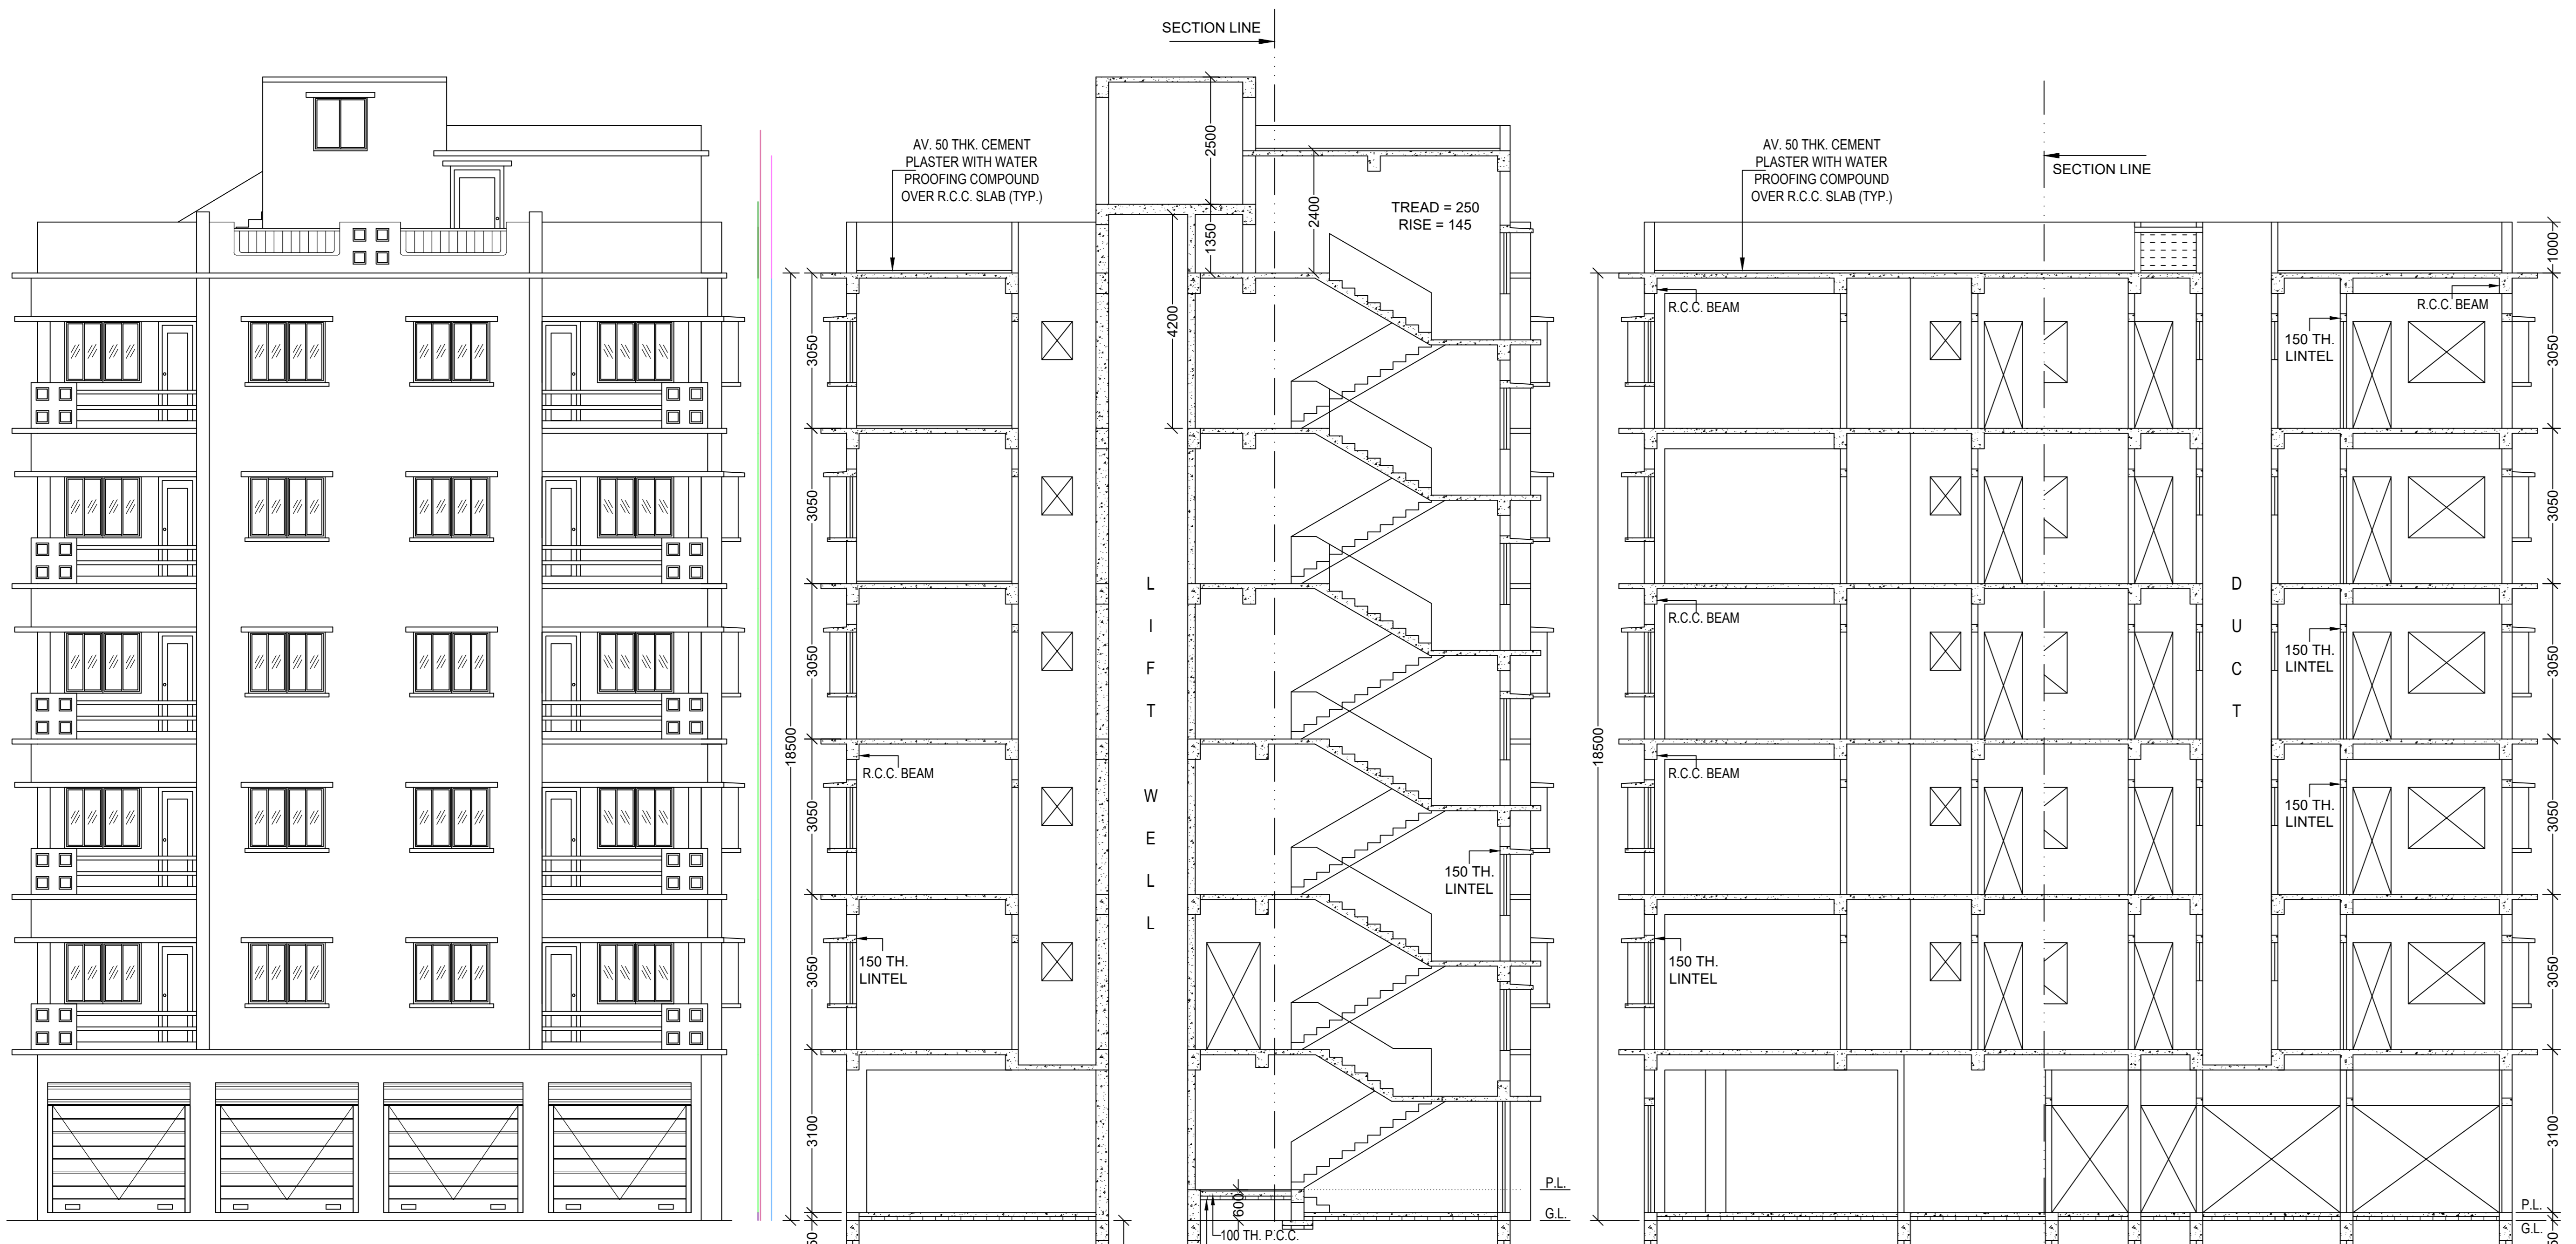 SECTION LINE
AV. 50 THK. CEMENT
PLASTER WITH WATER
PROOFING COMPOUND
OVER R.C.C. SLAB (TYP.)
2500
1350
2400
4200
TREAD = 250
RISE = 145
18500
3050
3050
3050
3050
3050
3100
LIFT WELL
R.C.C. BEAM
150 TH.
LINTEL
150 TH.
LINTEL
600
100 TH. P.C.C.
P.L.
G.L.
AV. 50 THK. CEMENT
PLASTER WITH WATER
PROOFING COMPOUND
OVER R.C.C. SLAB (TYP.)
SECTION LINE
18500
R.C.C. BEAM
R.C.C. BEAM
R.C.C. BEAM
150 TH.
LINTEL
DUCT
150 TH.
LINTEL
150 TH.
LINTEL
150 TH.
LINTEL
R.C.C. BEAM
1000
3050
3050
3050
3050
3050
3100
P.L.
G.L.